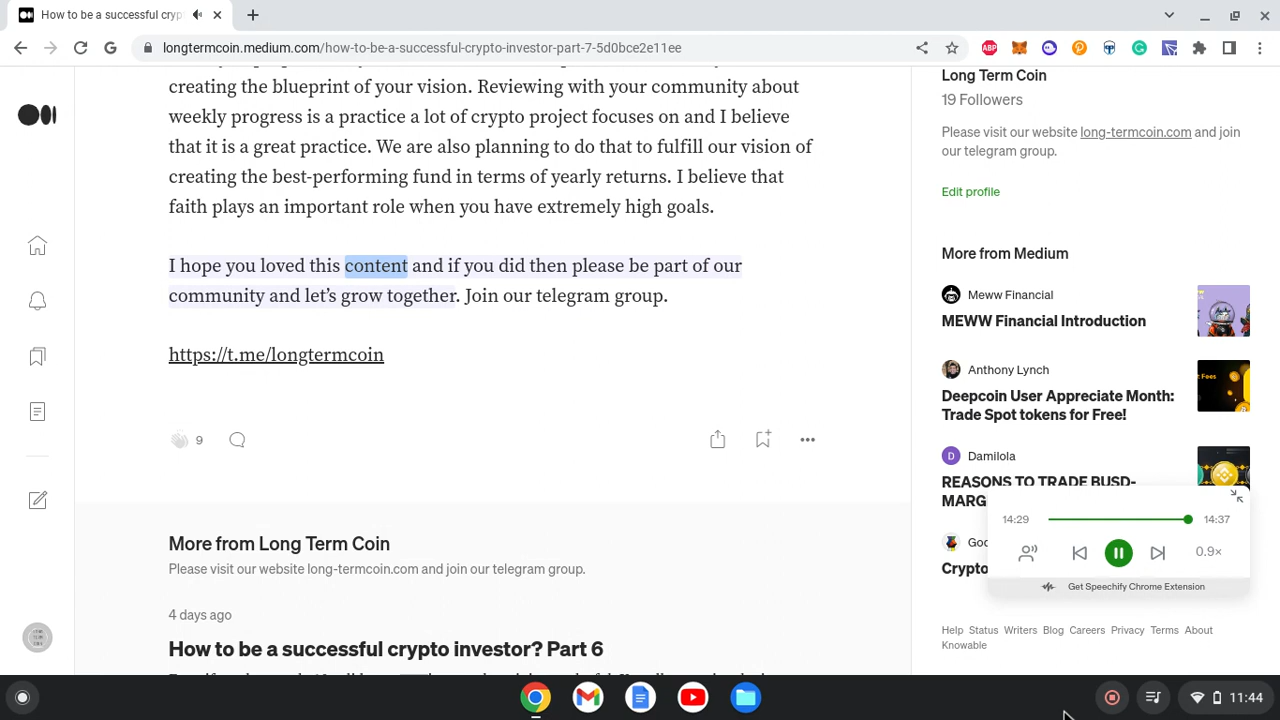 How to be a successful cryp
longtermcoin.medium.com/how-to-be-a-successful-crypto-investor-part-7-5d0bce2e11ee
creating the blueprint of your vision. Reviewing with your community about
weekly progress is a practice a lot of crypto project focuses on and I believe
that it is a great practice. We are also planning to do that to fulfill our vision of
creating the best-performing fund in terms of yearly returns. I believe that
faith plays an important role when you have extremely high goals.
I hope you loved this content and if you did then please be part of our
community and let's grow together. Join our telegram group.
https://t.me/longtermcoin
9
More from Long Term Coin
Please visit our website long-termcoin.com and join our telegram group.
4 days ago
How to be a successful crypto investor? Part 6
Long Term Coin
19 Followers
Please visit our website long-termcoin.com and join
our telegram group.
Edit profile
More from Medium
Meww Financial
MEWW Financial Introduction
Anthony Lynch
Deepcoin User Appreciate Month:
Trade Spot tokens for Free!
D
Damilola
REASONS TO TRADE BUSD-
MARG
Goo
Crypto
14:29
14:37
0.9×
Get Speechify Chrome Extension
Help Status Writers Blog Careers Privacy Terms About
Knowable
11:44